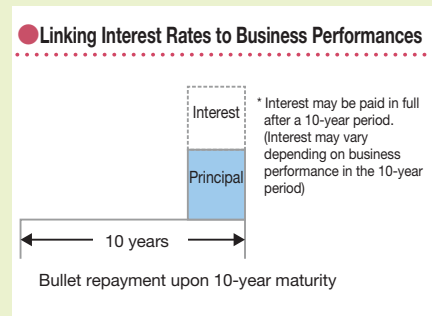 Linking Interest Rates to Business Performances
Interest
Principal
* Interest may be paid in full
after a 10-year period.
(Interest may vary
depending on business
performance in the 10-year
period)
10 years
Bullet repayment upon 10-year maturity